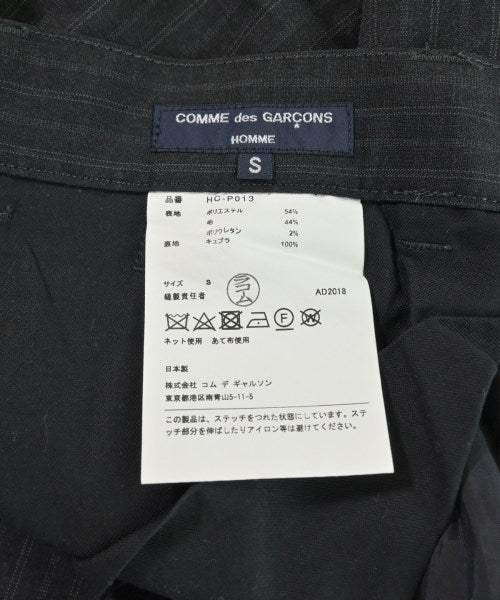 COMME des GARÇONS
HOMME
S
品番 HC-P013
表地 ポリエステル 54%
毛 44%
ポリウレタン 2%
裏地 キュプラ 100%
サイズ S
縫製責任者 コム AD2018
ネット使用 あて布使用
日本製
株式会社 コム デ ギャルソン
東京都港区南青山5-11-5
この製品は、ステッチをつれた状態にしています。ステ
ッチ部分を伸ばしたりアイロン等は避けてください。